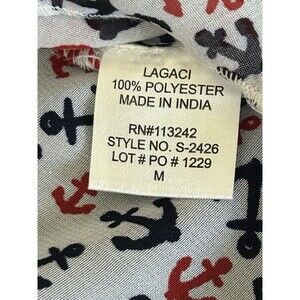 LAGACI
100% POLYESTER
MADE IN INDIA
RN#113242
STYLE NO. S-2426
LOT # PO # 1229
M